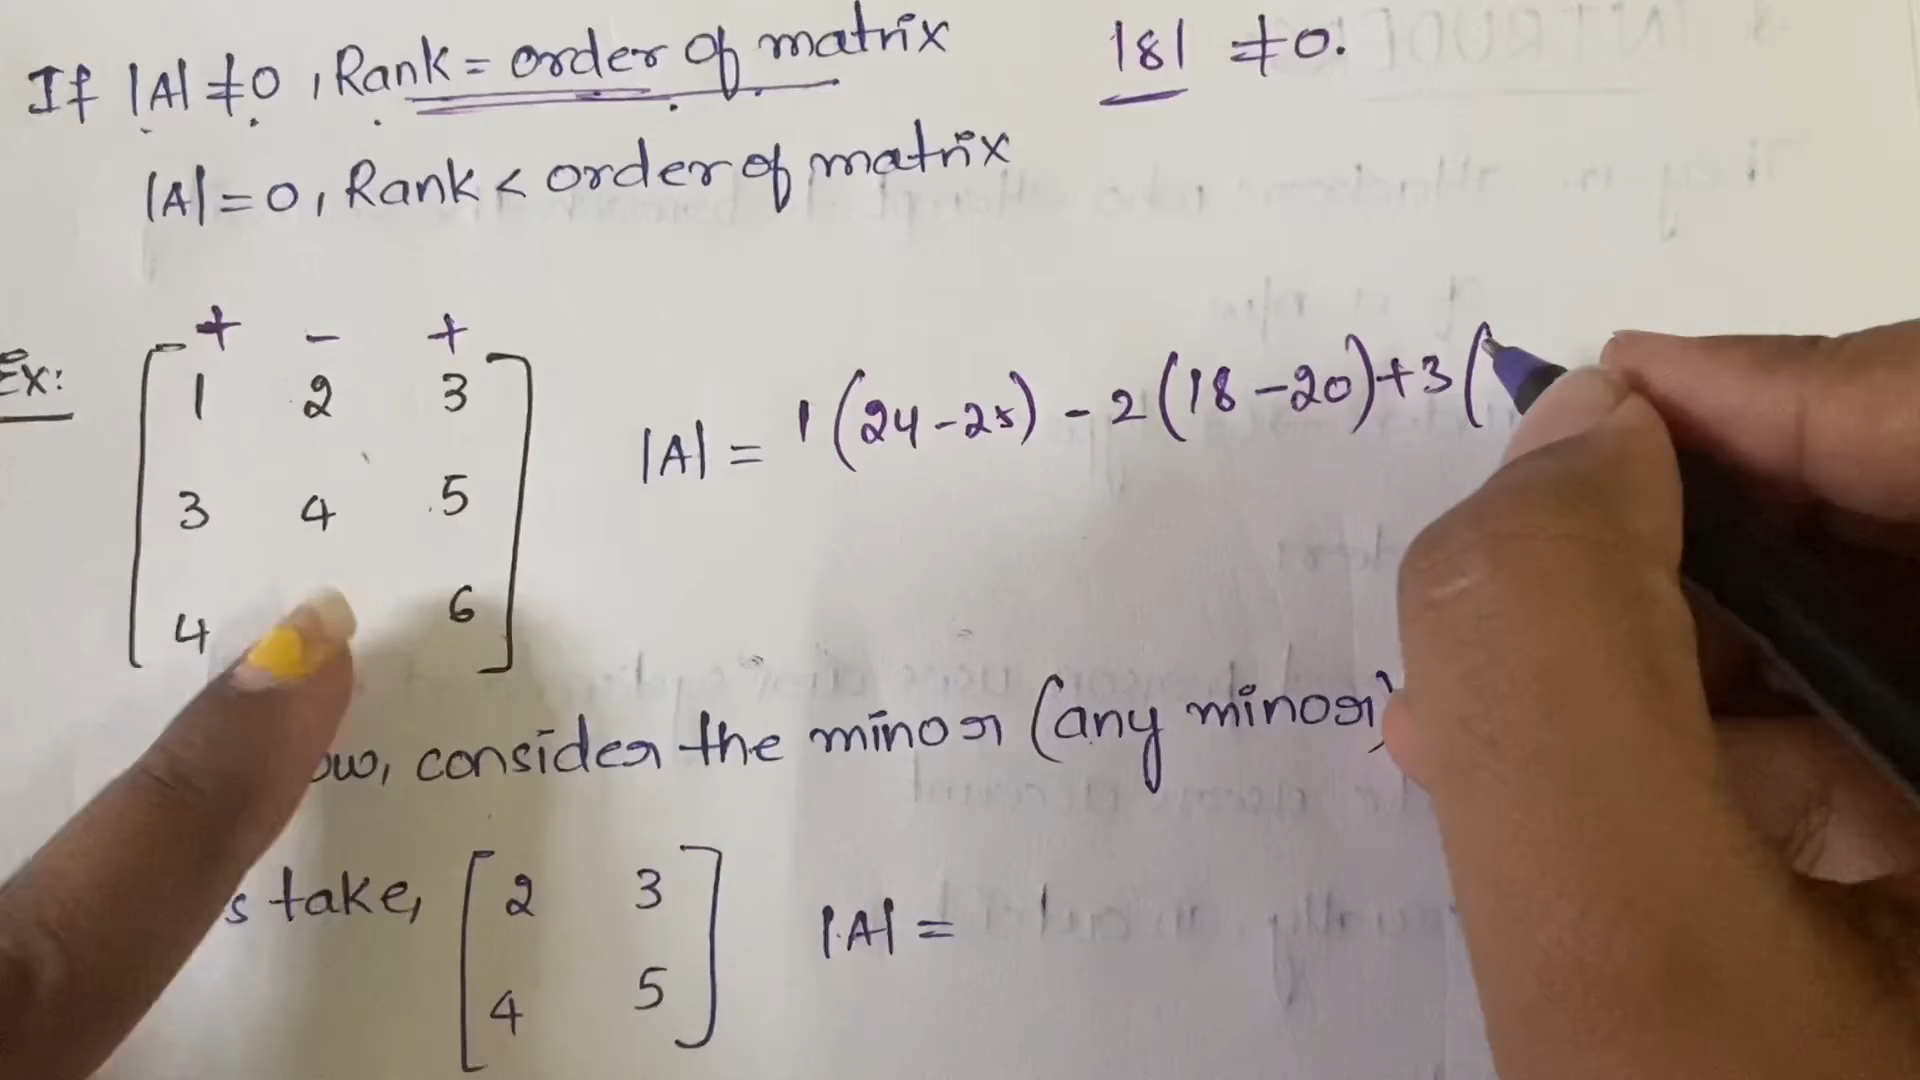 If |A| ≠ 0, Rank = order of matrix
|8| ≠ 0.
|A| = 0, Rank < order of matrix
+ - +
Ex:
1 2 3
3 4 5
4 6
|A| = 1(24-25) - 2(18-20)+3(
consider the minor (any minor)
take,
2 3
4 5
|A| =